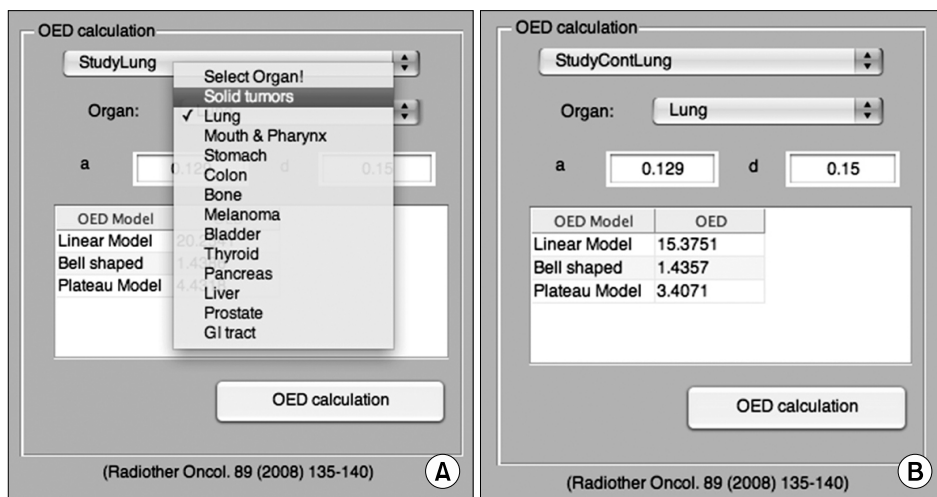 OED calculation
StudyLung
Select Organ!
Solid tumors
Organ:
✓ Lung
Mouth & Pharynx
Stomach
Colon
Bone
Melanoma
Bladder
Thyroid
Pancreas
Liver
Prostate
GI tract
a d 0.15
OED Model
Linear Model
Bell shaped
Plateau Model
OED calculation
(Radiother Oncol. 89 (2008) 135-140)
A
OED calculation
StudyContLung
Organ: Lung
a 0.129 d 0.15
OED Model OED
Linear Model 15.3751
Bell shaped 1.4357
Plateau Model 3.4071
OED calculation
(Radiother Oncol. 89 (2008) 135-140)
B